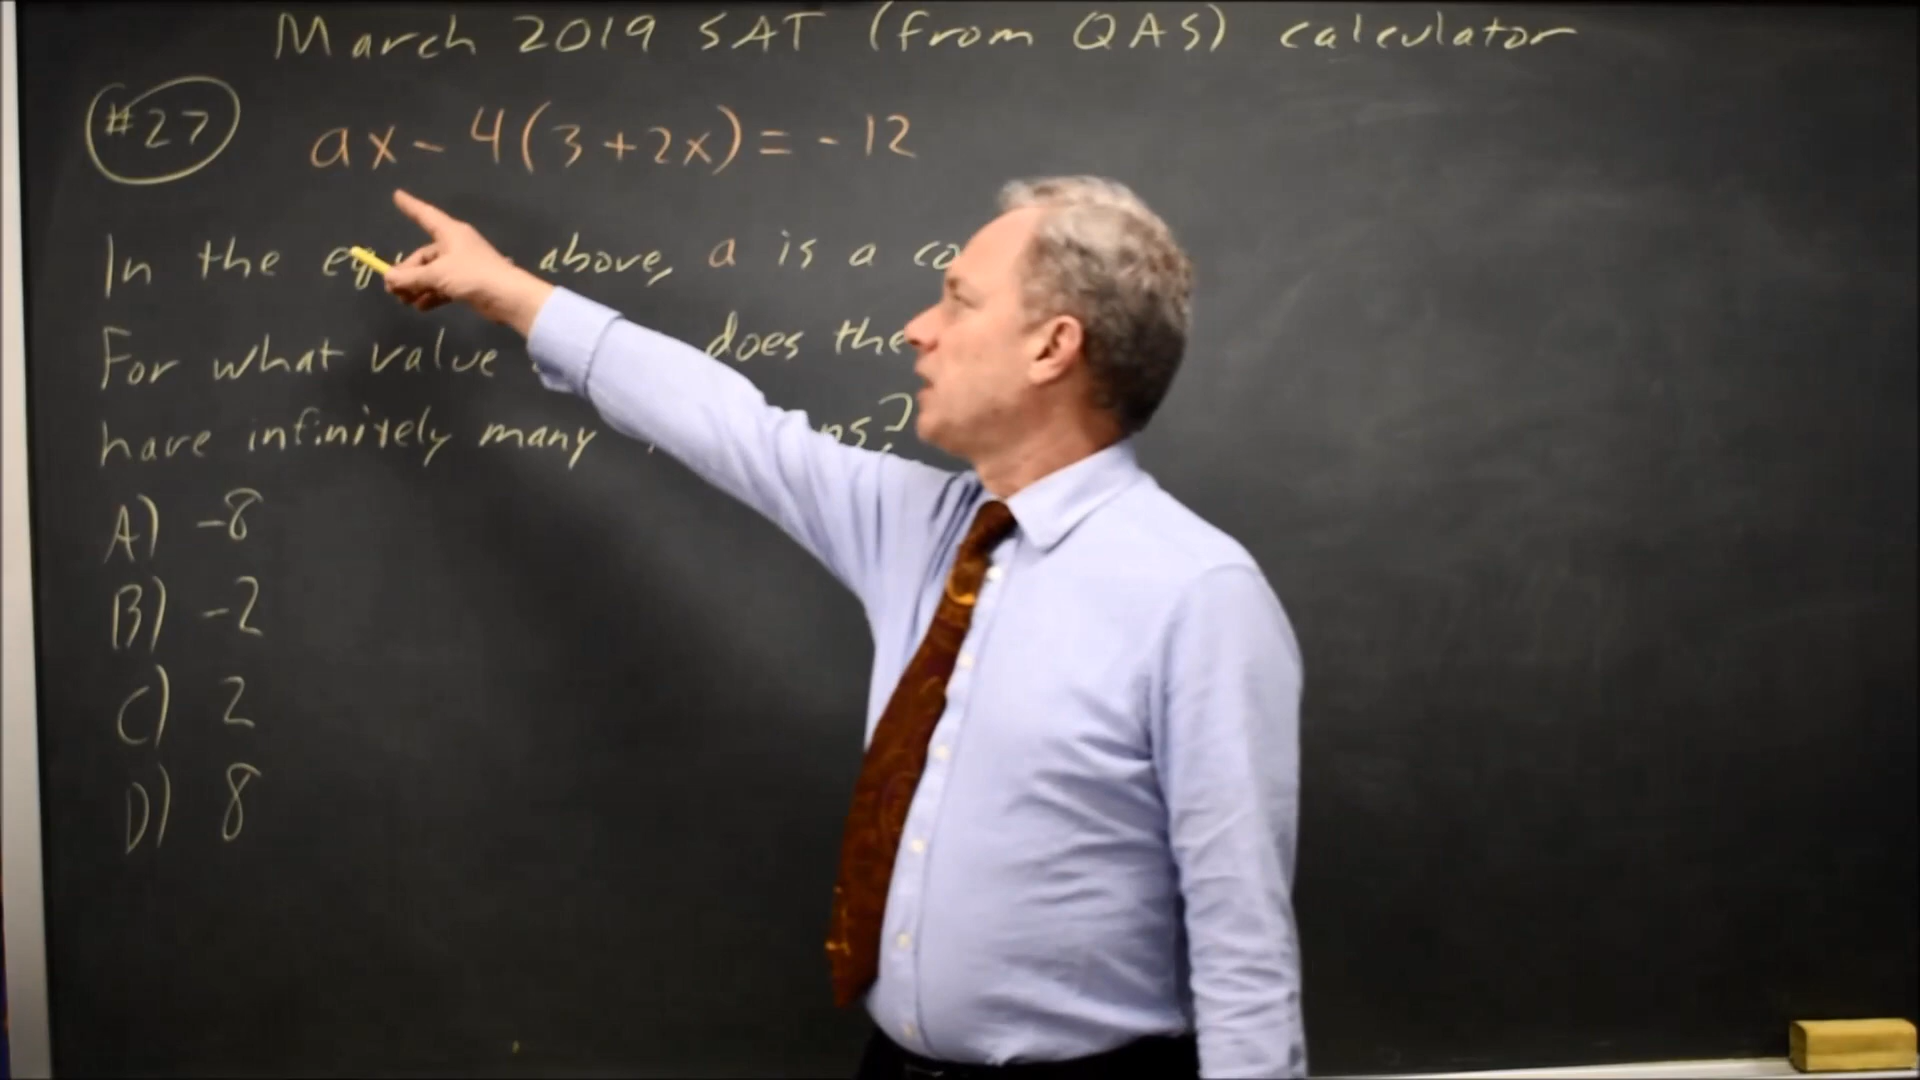 March 2019 SAT (from QAS) calculator
#27
ax - 4(3+2x) = -12
In the above, a is a
For what value does the
have infinitely many
A) -8
B) -2
C) 2
D) 8